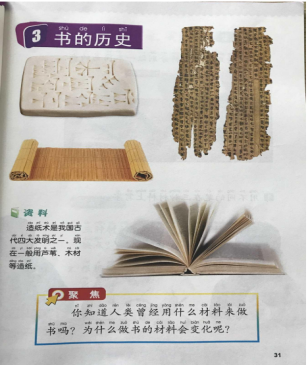 3 书的历史
资料
造纸术是我国古
代四大发明之一，现
在一般用芦苇、木材
等造纸。
聚焦
你知道人类曾经用什么材料来做
书吗？为什么做书的材料会变化呢？
31